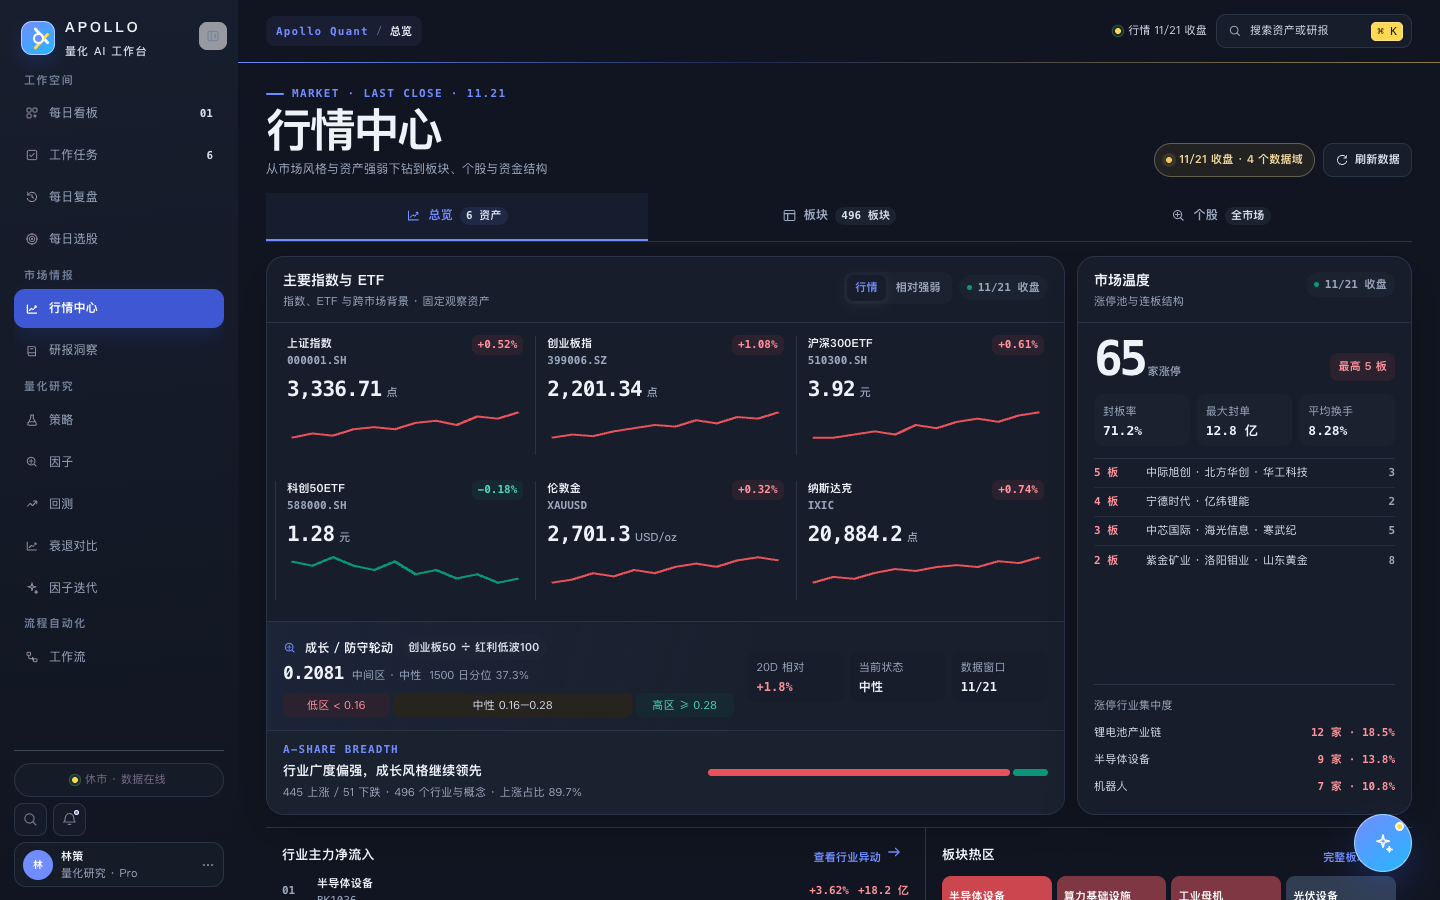 APOLLO
量化 AI 工作台
工作空间
每日看板 01
工作任务 6
每日复盘
每日选股
市场情报
行情中心
研报洞察
量化研究
策略
因子
回测
衰退对比
因子迭代
流程自动化
工作流
休市 · 数据在线
林
林策
量化研究 · Pro
Apollo Quant / 总览
行情 11/21 收盘
搜索资产或研报
⌘ K
MARKET · LAST CLOSE · 11.21
行情中心
从市场风格与资产强弱下钻到板块、个股与资金结构
11/21 收盘 · 4 个数据域
刷新数据
总览 6 资产
板块 496 板块
个股 全市场
主要指数与 ETF
指数、ETF 与跨市场背景 · 固定观察资产
行情 相对强弱
11/21 收盘
上证指数 +0.52%
000001.SH
3,336.71 点
创业板指 +1.08%
399006.SZ
2,201.34 点
沪深300ETF +0.61%
510300.SH
3.92 元
科创50ETF −0.18%
588000.SH
1.28 元
伦敦金 +0.32%
XAUUSD
2,701.3 USD/oz
纳斯达克 +0.74%
IXIC
20,884.2 点
成长 / 防守轮动 创业板50 ÷ 红利低波100
0.2081 中间区 · 中性 1500 日分位 37.3%
低区 < 0.16
中性 0.16—0.28
高区 ≥ 0.28
20D 相对
+1.8%
当前状态
中性
数据窗口
11/21
A—SHARE BREADTH
行业广度偏强，成长风格继续领先
445 上涨 / 51 下跌 · 496 个行业与概念 · 上涨占比 89.7%
市场温度
涨停池与连板结构
11/21 收盘
65 家涨停
最高 5 板
封板率
71.2%
最大封单
12.8 亿
平均换手
8.28%
5 板 中际旭创 · 北方华创 · 华工科技 3
4 板 宁德时代 · 亿纬锂能 2
3 板 中芯国际 · 海光信息 · 寒武纪 5
2 板 紫金矿业 · 洛阳钼业 · 山东黄金 8
涨停行业集中度
锂电池产业链 12 家 · 18.5%
半导体设备 9 家 · 13.8%
机器人 7 家 · 10.8%
行业主力净流入
查看行业异动
01 半导体设备 +3.62% +18.2 亿
板块热区
完整板
半导体设备
算力基础设施
工业母机
光伏设备